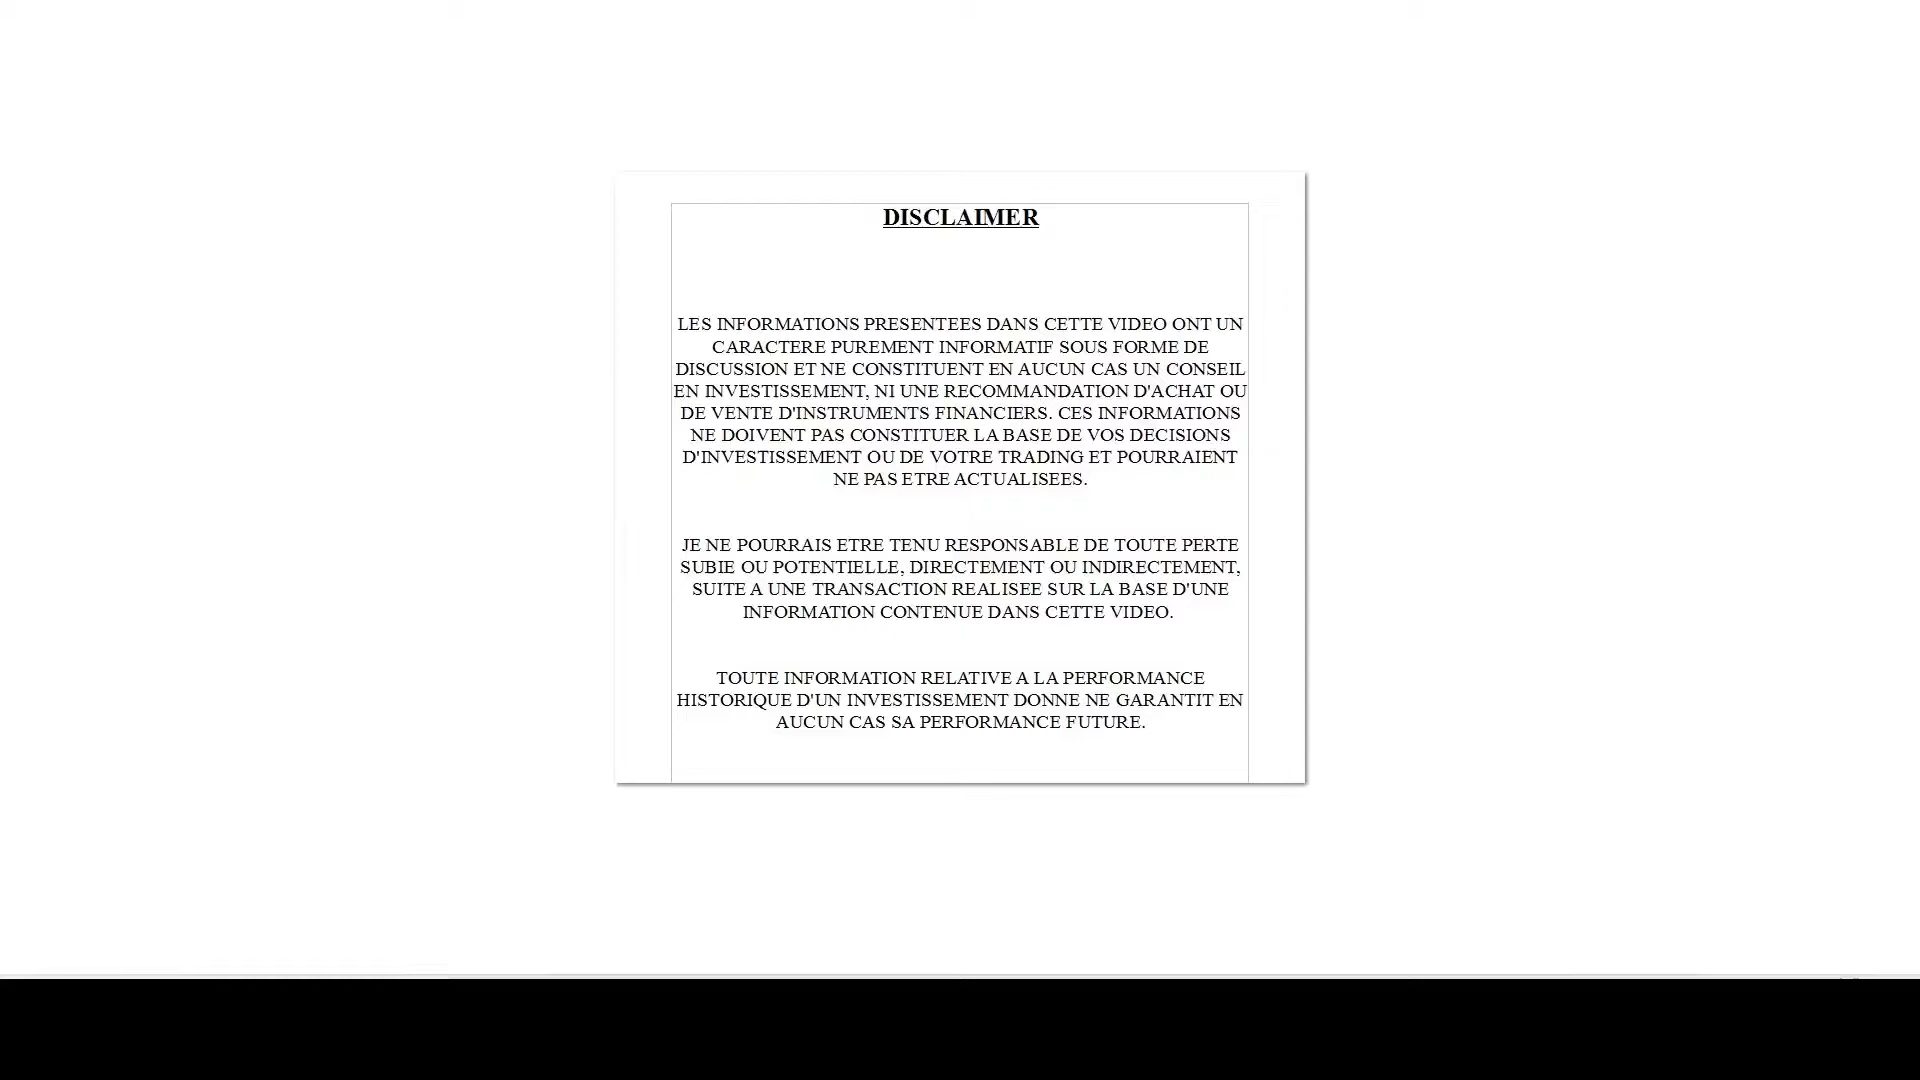 DISCLAIMER
LES INFORMATIONS PRESENTEES DANS CETTE VIDEO ONT UN
CARACTERE PUREMENT INFORMATIF SOUS FORME DE
DISCUSSION ET NE CONSTITUENT EN AUCUN CAS UN CONSEIL
EN INVESTISSEMENT, NI UNE RECOMMANDATION D'ACHAT OU
DE VENTE D'INSTRUMENTS FINANCIERS. CES INFORMATIONS
NE DOIVENT PAS CONSTITUER LA BASE DE VOS DECISIONS
D'INVESTISSEMENT OU DE VOTRE TRADING ET POURRAIENT
NE PAS ETRE ACTUALISEES.
JE NE POURRAIS ETRE TENU RESPONSABLE DE TOUTE PERTE
SUBIE OU POTENTIELLE, DIRECTEMENT OU INDIRECTEMENT,
SUITE A UNE TRANSACTION REALISEE SUR LA BASE D'UNE
INFORMATION CONTENUE DANS CETTE VIDEO.
TOUTE INFORMATION RELATIVE A LA PERFORMANCE
HISTORIQUE D'UN INVESTISSEMENT DONNE NE GARANTIT EN
AUCUN CAS SA PERFORMANCE FUTURE.